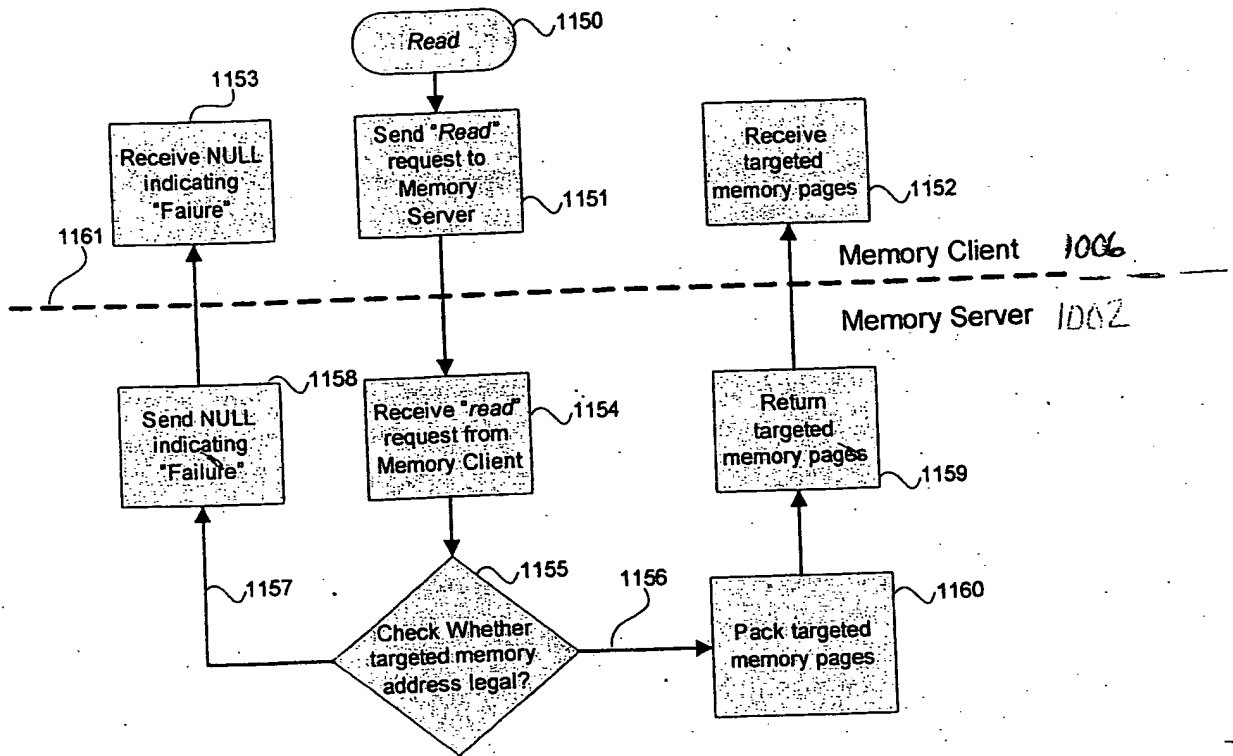 Read
1150
1153
Receive NULL
indicating
"Faiure"
Send "Read"
request to
Memory
Server
1151
Receive
targeted
memory pages
1152
1161
Memory Client 1006
Memory Server 1002
1158
Send NULL
indicating
"Failure"
Receive "read"
request from
Memory Client
1154
Return
targeted
memory pages
1159
1157
1155
Check Whether
targeted memory
address legal?
1156
1160
Pack targeted
memory pages